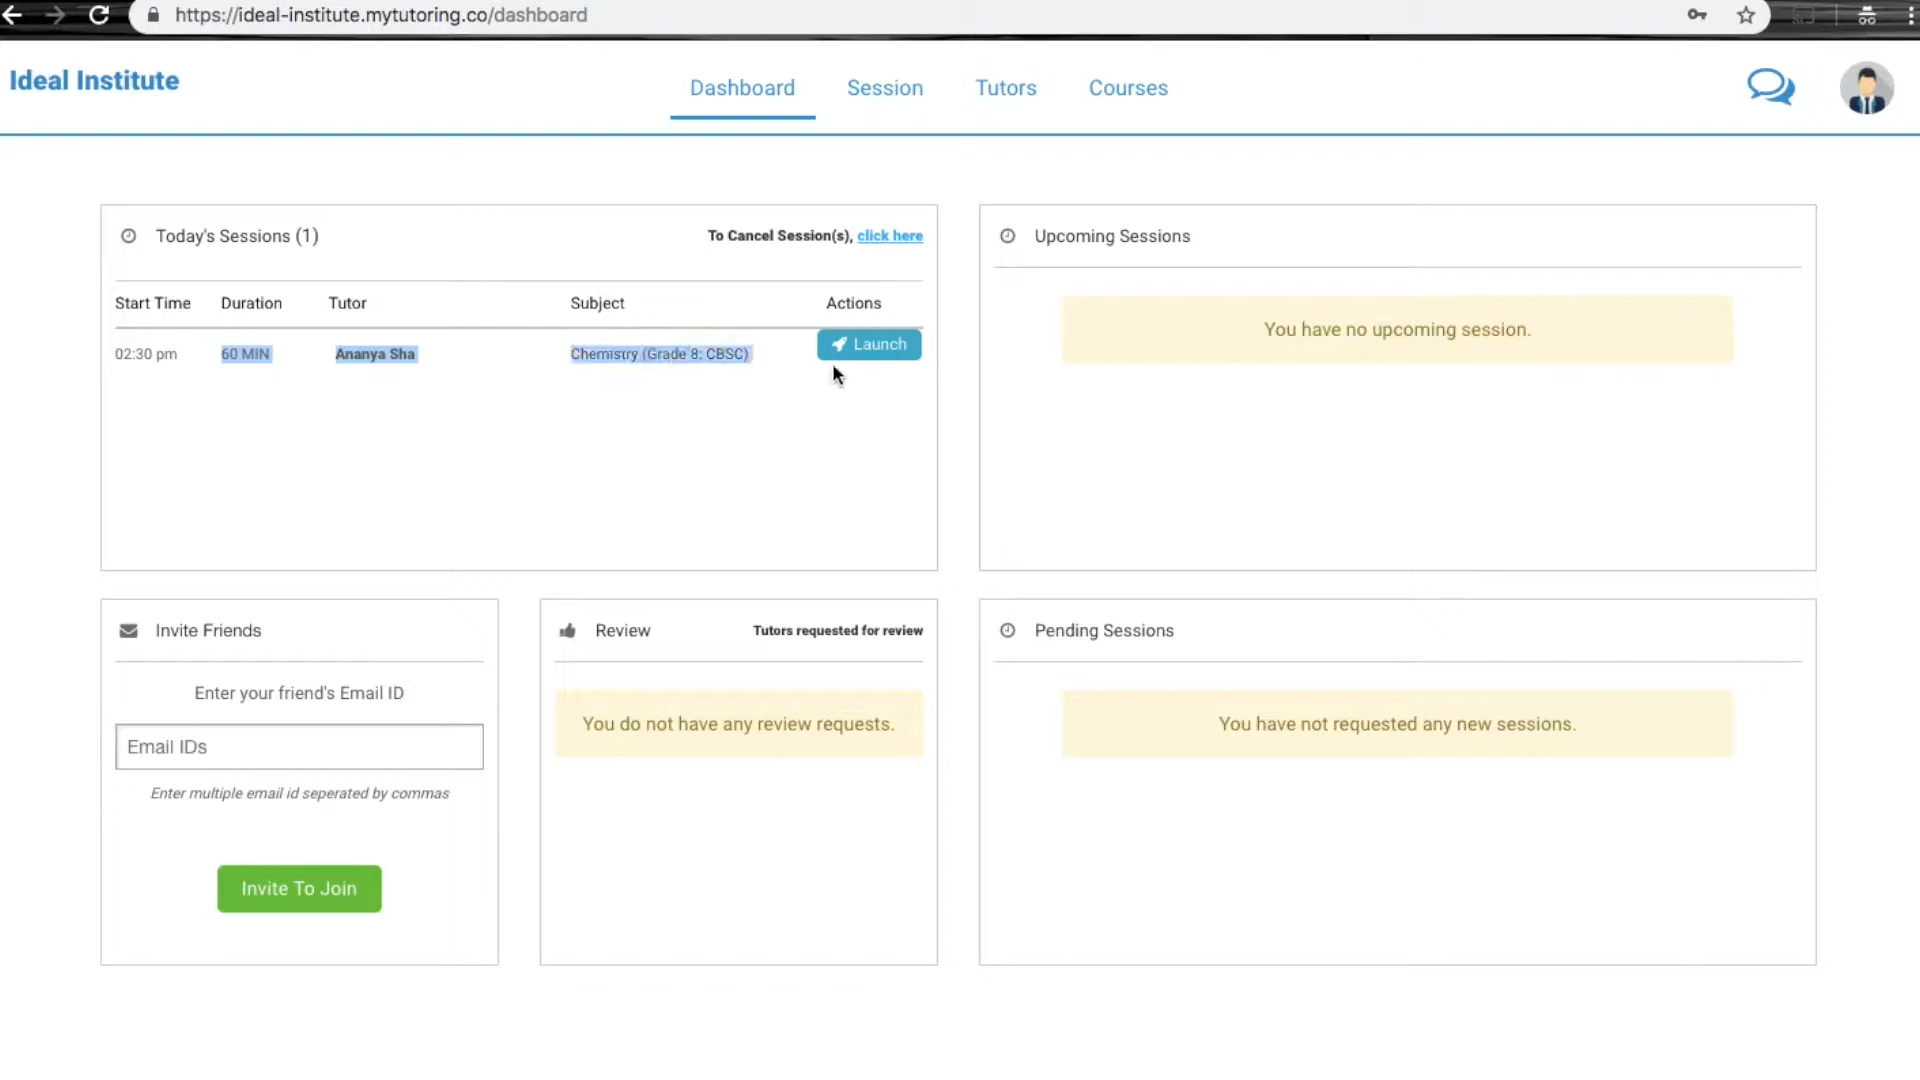 https://ideal-institute.mytutoring.co/dashboard
Ideal Institute
Dashboard Session Tutors Courses
Today's Sessions (1) To Cancel Session(s), click here
Start Time Duration Tutor Subject Actions
02:30 pm 60 MIN Ananya Sha Chemistry (Grade 8: CBSC) Launch
Upcoming Sessions
You have no upcoming session.
Invite Friends
Enter your friend's Email ID
Email IDs
Enter multiple email id seperated by commas
Invite To Join
Review Tutors requested for review
You do not have any review requests.
Pending Sessions
You have not requested any new sessions.